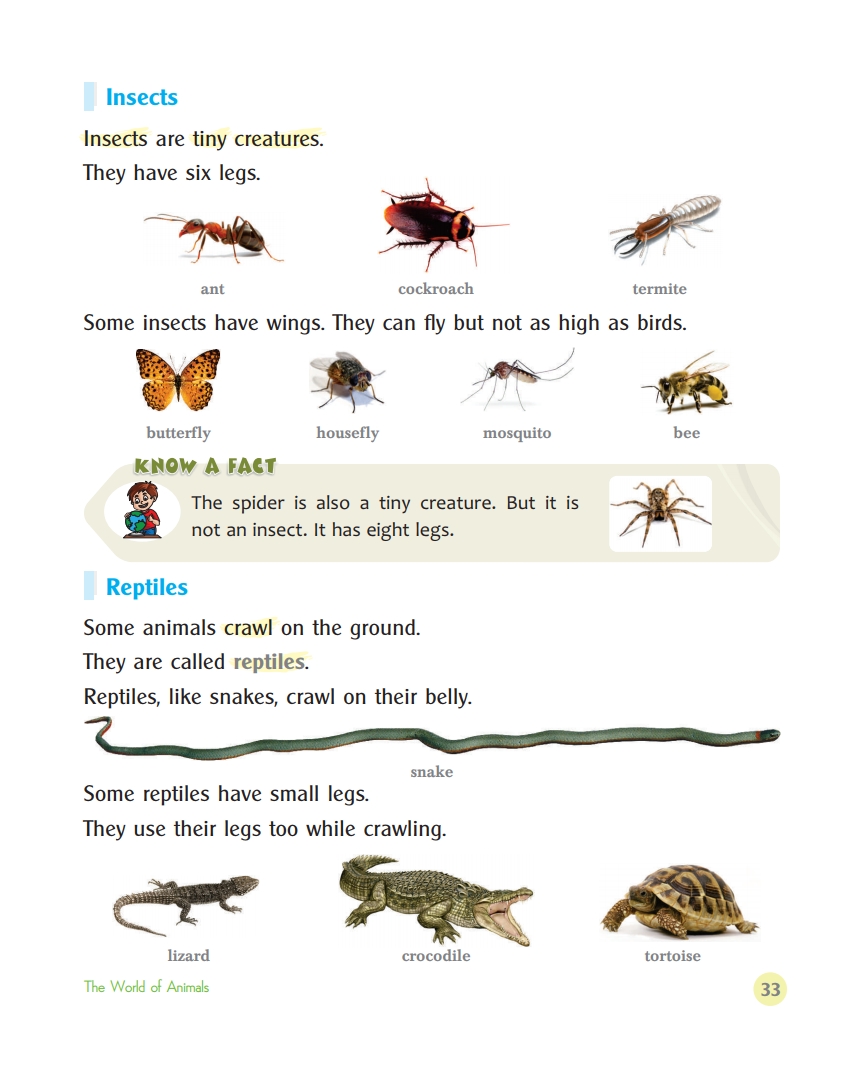 Insects
Insects are tiny creatures.
They have six legs.
ant
cockroach
termite
Some insects have wings. They can fly but not as high as birds.
butterfly
housefly
mosquito
bee
KNOW A FACT
The spider is also a tiny creature. But it is
not an insect. It has eight legs.
Reptiles
Some animals crawl on the ground.
They are called reptiles.
Reptiles, like snakes, crawl on their belly.
snake
Some reptiles have small legs.
They use their legs too while crawling.
lizard
crocodile
tortoise
The World of Animals
33